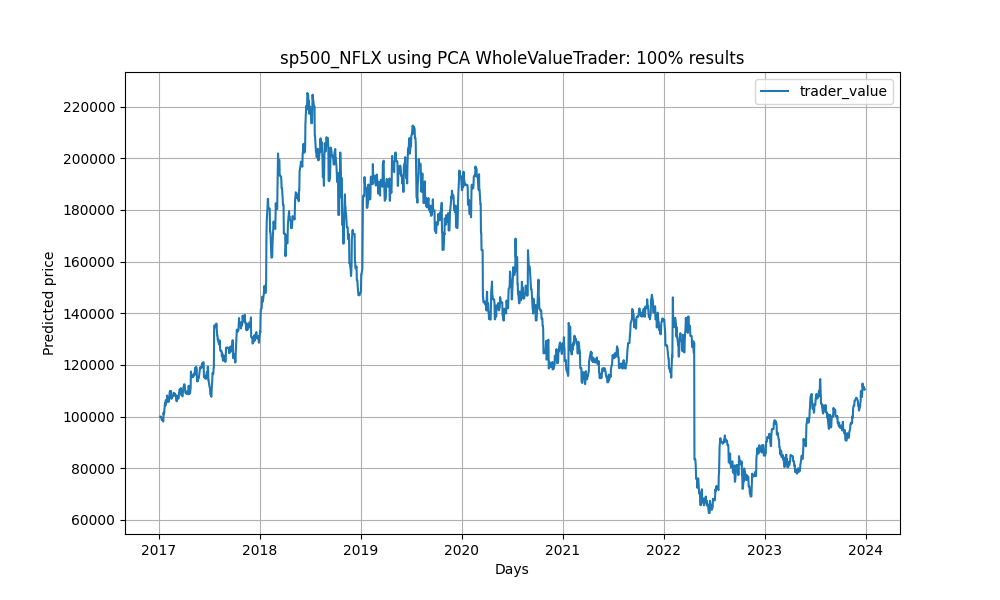 sp500_NFLX using PCA WholeValueTrader: 100% results
trader_value
220000
200000
180000
160000
140000
120000
100000
80000
60000
Predicted price
2017 2018 2019 2020 2021 2022 2023 2024
Days